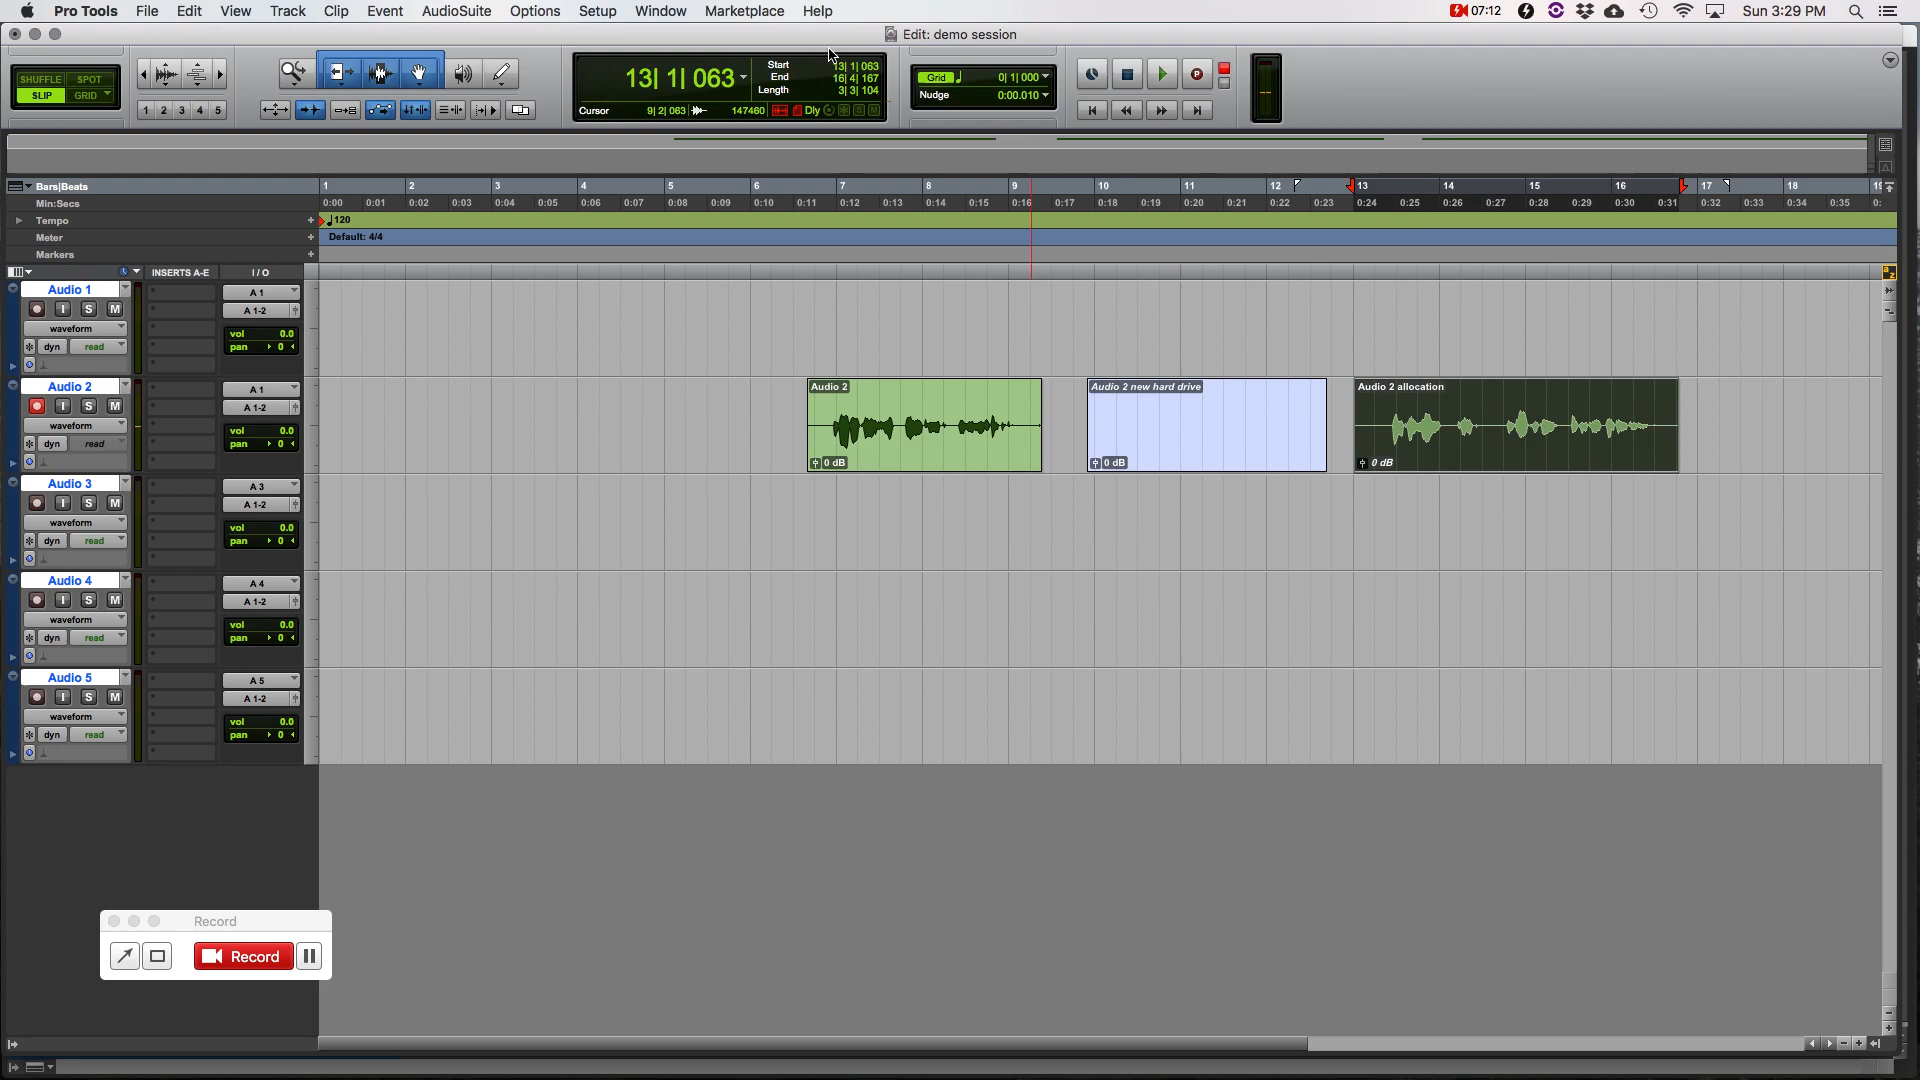 Pro Tools File Edit View Track Clip Event AudioSuite Options Setup Window Marketplace Help 07:12 Sun 3:29 PM
Edit: demo session
SHUFFLE SPOT
SLIP GRID
1 2 3 4 5
13| 1| 063
Start 13| 1| 063
End 16| 4| 167
Length 3| 3| 104
Cursor 9| 2| 063 147460 Dly S M
Grid 0| 1| 000
Nudge 0:00.010
P
Bars|Beats 1 2 3 4 5 6 7 8 9 10 11 12 13 14 15 16 17 18 19
Min:Secs 0:00 0:01 0:02 0:03 0:04 0:05 0:06 0:07 0:08 0:09 0:10 0:11 0:12 0:13 0:14 0:15 0:16 0:17 0:18 0:19 0:20 0:21 0:22 0:23 0:24 0:25 0:26 0:27 0:28 0:29 0:30 0:31 0:32 0:33 0:34 0:35 0:
Tempo 120
Meter Default: 4/4
Markers
INSERTS A-E I / O
a z
Audio 1 A 1
I S M A 1-2
waveform vol 0.0
dyn read pan 0
Audio 2 A 1
I S M A 1-2
waveform vol 0.0
dyn read pan 0
Audio 2 Audio 2 new hard drive Audio 2 allocation
0 dB 0 dB 0 dB
Audio 3 A 3
I S M A 1-2
waveform vol 0.0
dyn read pan 0
Audio 4 A 4
I S M A 1-2
waveform vol 0.0
dyn read pan 0
Audio 5 A 5
I S M A 1-2
waveform vol 0.0
dyn read pan 0
Record
Record